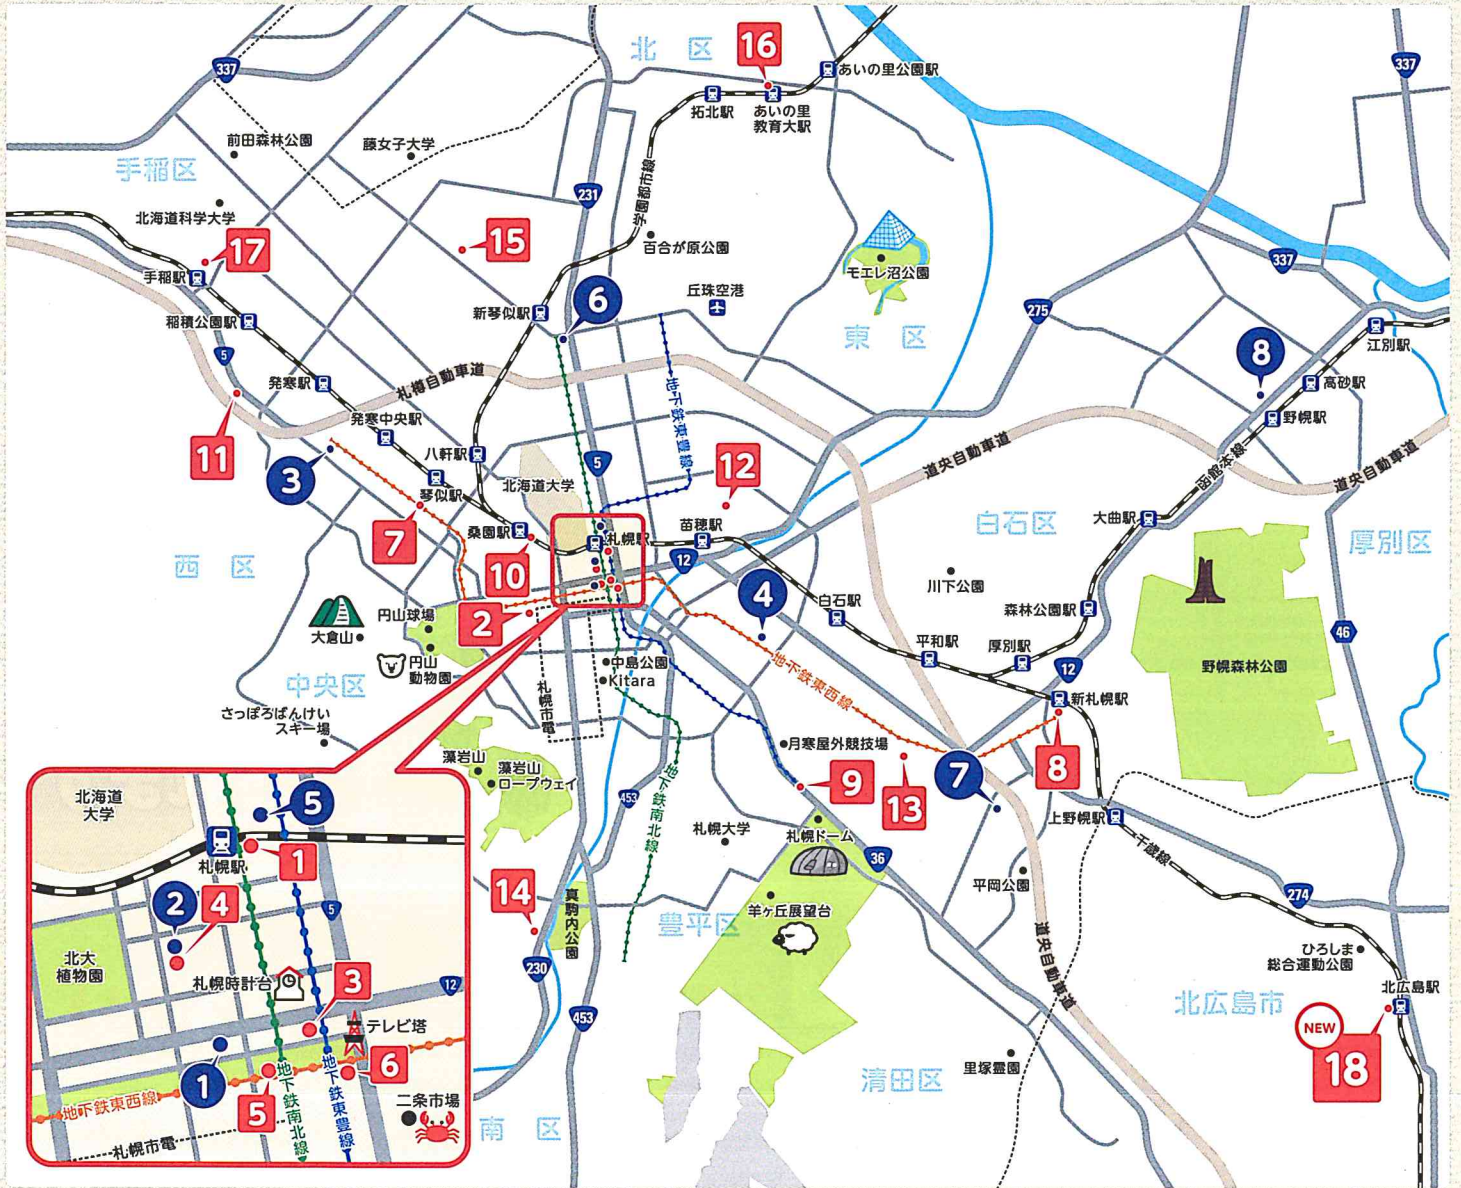 北 区
16
337
337
あいの里公園駅
拓北駅
あいの里
教育大駅
前田森林公園
藤女子大学
手稲区
学園都市線
231
北海道科学大学
17
15
百合が原公園
手稲駅
モエレ沼公園
337
稲積公園駅
新琴似駅
6
丘珠空港
275
東 区
5
江別駅
8
発寒駅
札樽自動車道
高砂駅
発寒中央駅
地下鉄東豊線
野幌駅
11
八軒駅
5
12
道央自動車道
函館本線
道央自動車道
3
琴似駅
北海道大学
7
桑園駅
札幌駅
苗穂駅
白石区
大曲駅
厚別区
西 区
10
12
川下公園
2
4
白石駅
森林公園駅
46
大倉山
円山球場
円山
動物園
中島公園
Kitara
平和駅
厚別駅
12
野幌森林公園
中央区
札幌市電
地下鉄東西線
新札幌駅
さっぽろばんけい
スキー場
月寒屋外競技場
藻岩山
藻岩山
ロープウェイ
地下鉄南北線
453
9
13
7
8
北海道
大学
5
札幌駅
1
札幌大学
札幌ドーム
上野幌駅
36
千歳線
2
4
5
14
真駒内公園
平岡公園
274
北大
植物園
羊ヶ丘展望台
豊平区
道央自動車道
ひろしま
総合運動公園
札幌時計台
3
12
230
北広島駅
テレビ塔
453
北広島市
NEW
18
1
6
地下鉄東西線
5
地下鉄南北線
地下鉄東豊線
二条市場
札幌市電
南 区
清田区
里塚霊園